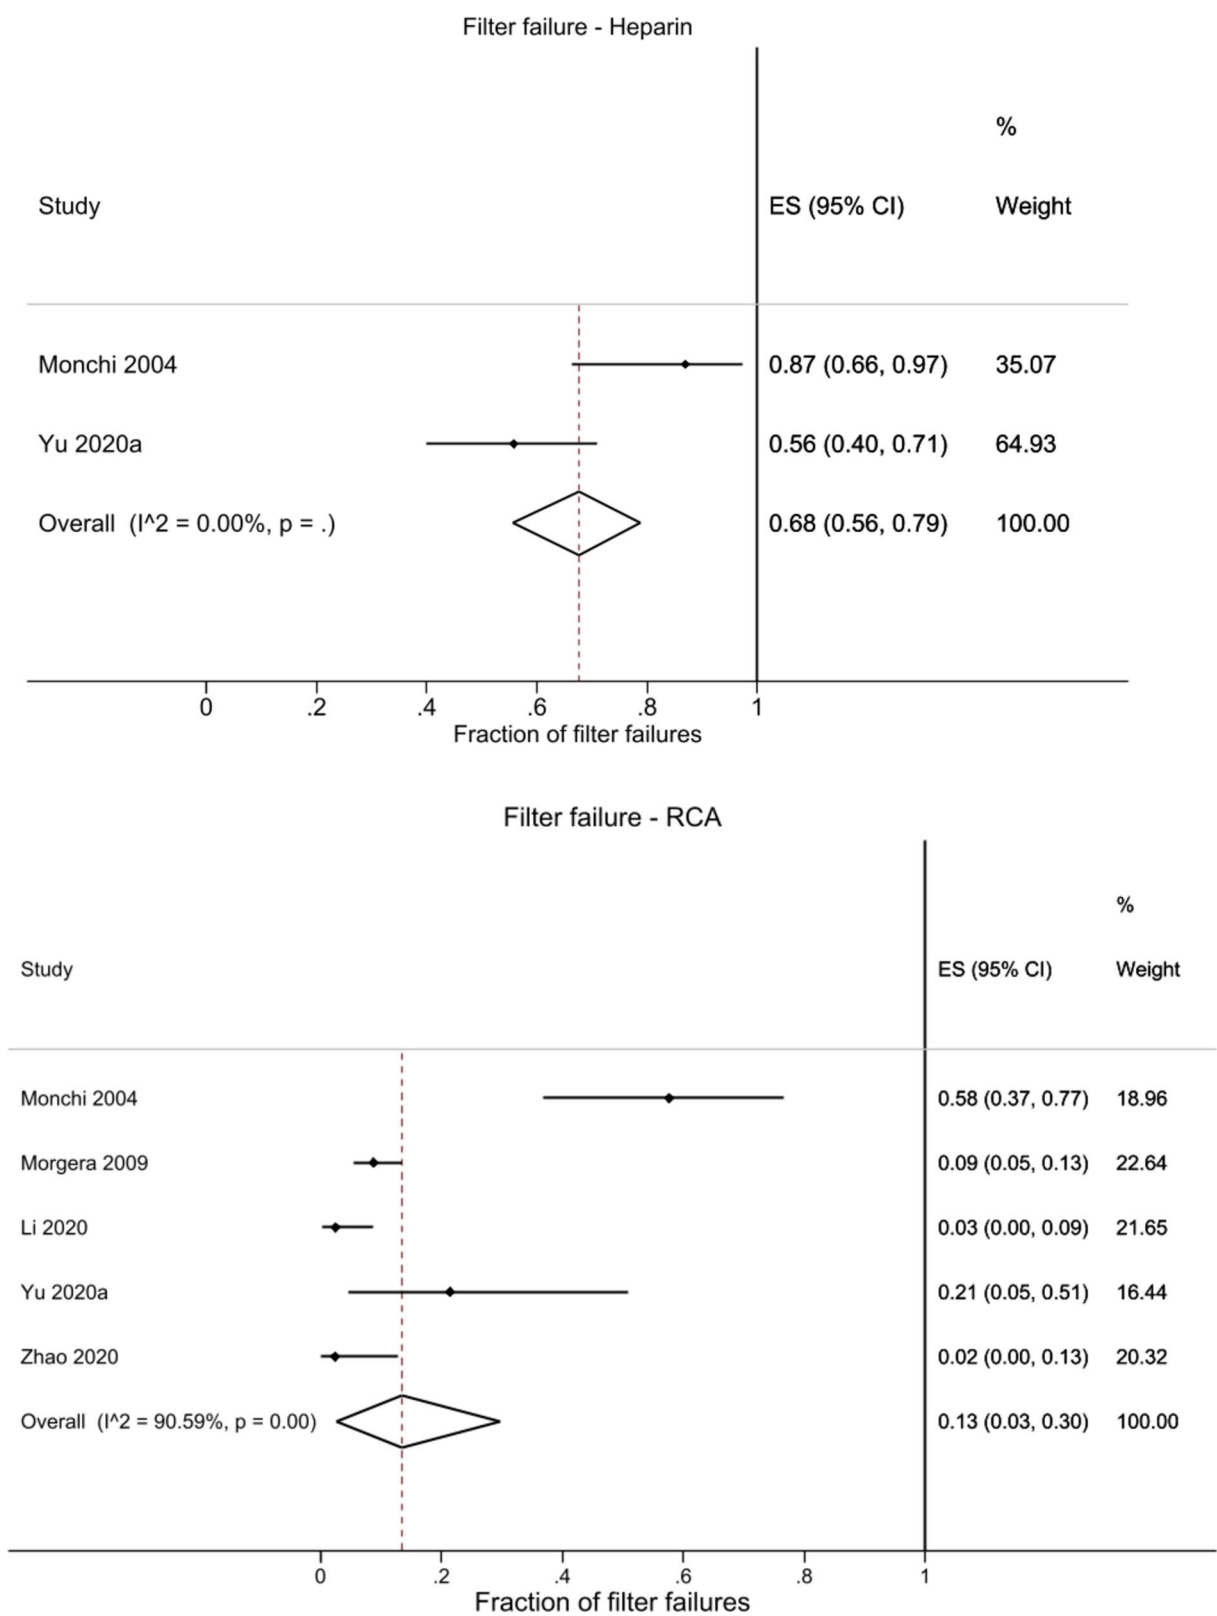 Filter failure - Heparin
%
Study ES (95% CI) Weight
Monchi 2004 0.87 (0.66, 0.97) 35.07
Yu 2020a 0.56 (0.40, 0.71) 64.93
Overall (I^2 = 0.00%, p = .) 0.68 (0.56, 0.79) 100.00
0 .2 .4 .6 .8 1
Fraction of filter failures
Filter failure - RCA
%
Study ES (95% CI) Weight
Monchi 2004 0.58 (0.37, 0.77) 18.96
Morgera 2009 0.09 (0.05, 0.13) 22.64
Li 2020 0.03 (0.00, 0.09) 21.65
Yu 2020a 0.21 (0.05, 0.51) 16.44
Zhao 2020 0.02 (0.00, 0.13) 20.32
Overall (I^2 = 90.59%, p = 0.00) 0.13 (0.03, 0.30) 100.00
0 .2 .4 .6 .8 1
Fraction of filter failures